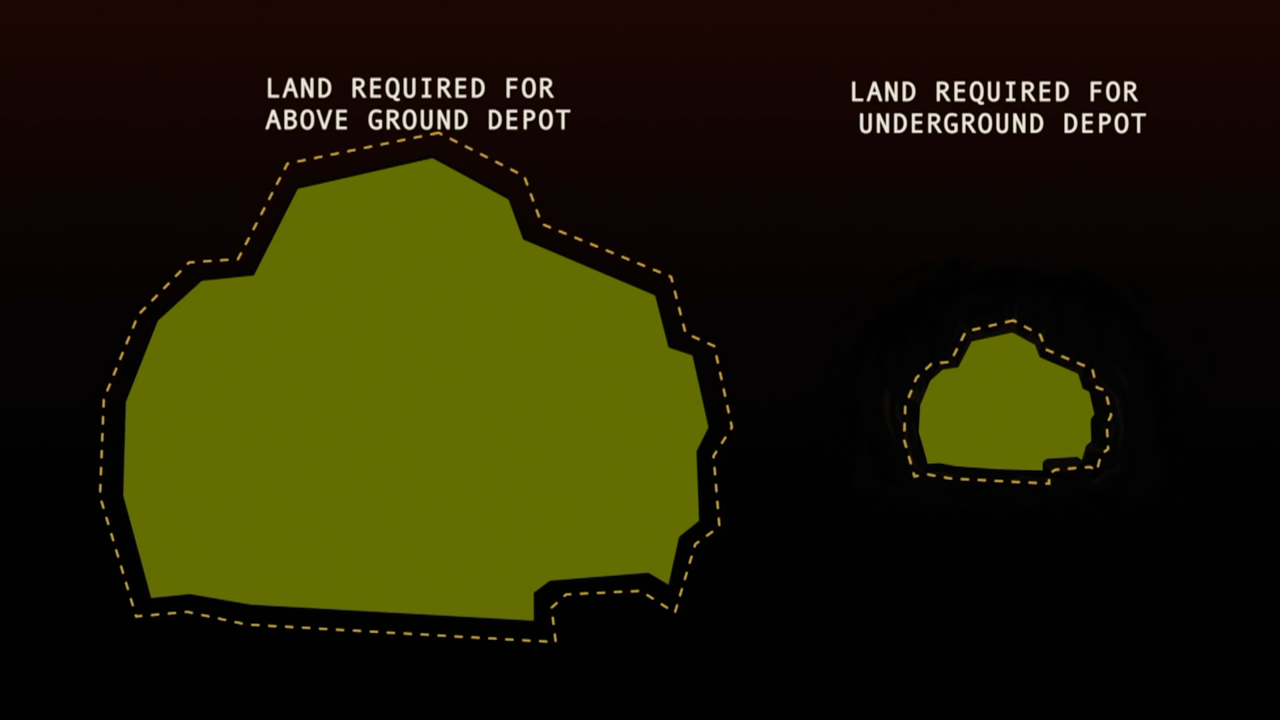 LAND REQUIRED FOR
ABOVE GROUND DEPOT
LAND REQUIRED FOR
UNDERGROUND DEPOT